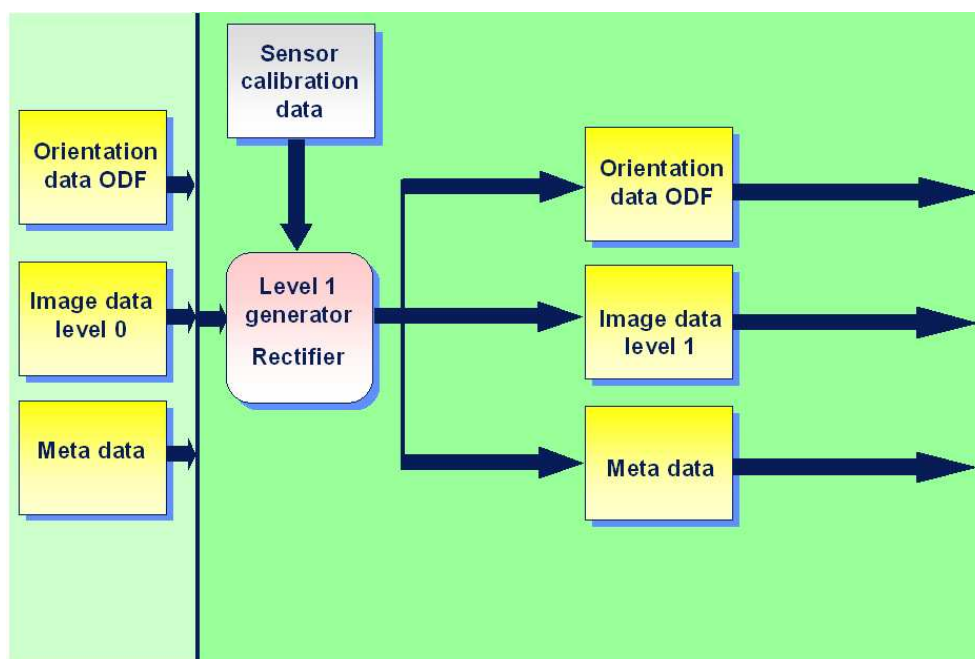 Sensor
calibration
data
Orientation
data ODF
Image data
level 0
Meta data
Level 1
generator
Rectifier
Orientation
data ODF
Image data
level 1
Meta data